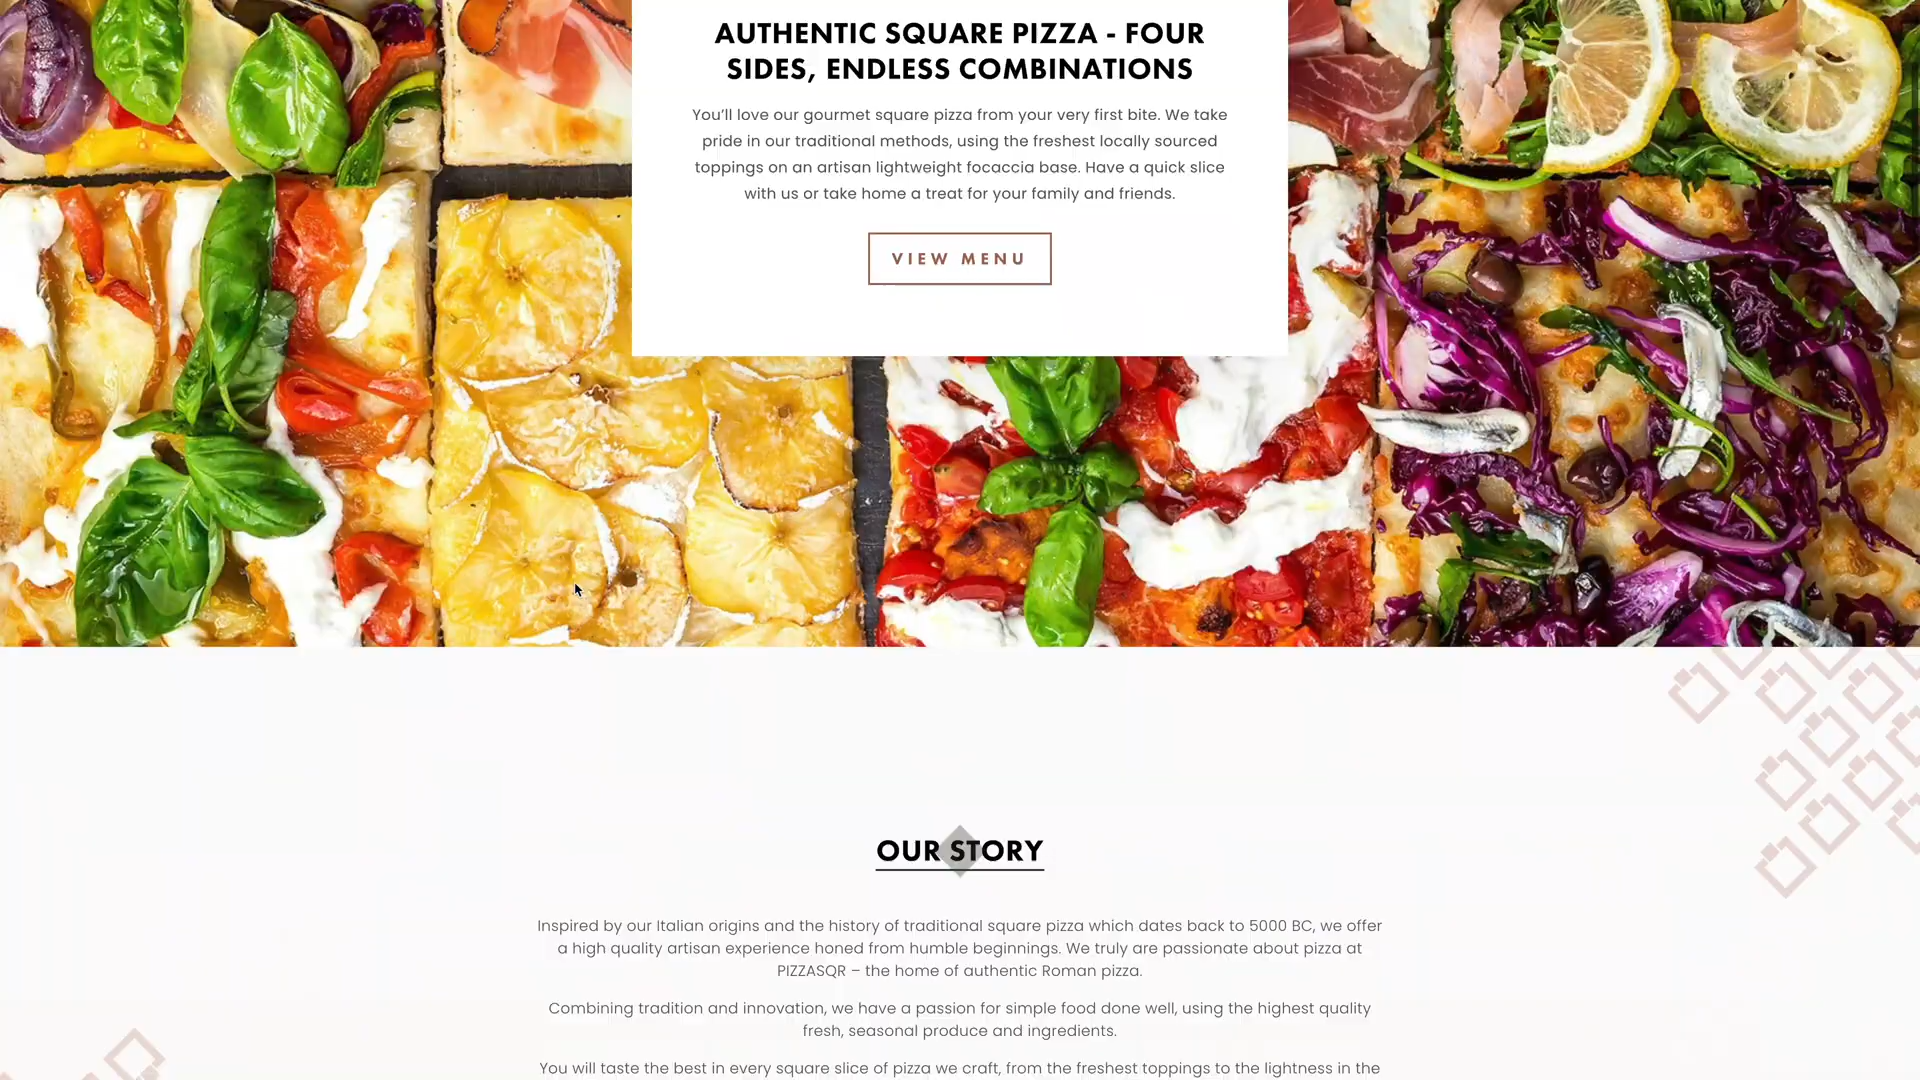 AUTHENTIC SQUARE PIZZA - FOUR
SIDES, ENDLESS COMBINATIONS
You’ll love our gourmet square pizza from your very first bite. We take
pride in our traditional methods, using the freshest locally sourced
toppings on an artisan lightweight focaccia base. Have a quick slice
with us or take home a treat for your family and friends.
VIEW MENU
OUR STORY
Inspired by our Italian origins and the history of traditional square pizza which dates back to 5000 BC, we offer
a high quality artisan experience honed from humble beginnings. We truly are passionate about pizza at
PIZZASQR – the home of authentic Roman pizza.
Combining tradition and innovation, we have a passion for simple food done well, using the highest quality
fresh, seasonal produce and ingredients.
You will taste the best in every square slice of pizza we craft, from the freshest toppings to the lightness in the